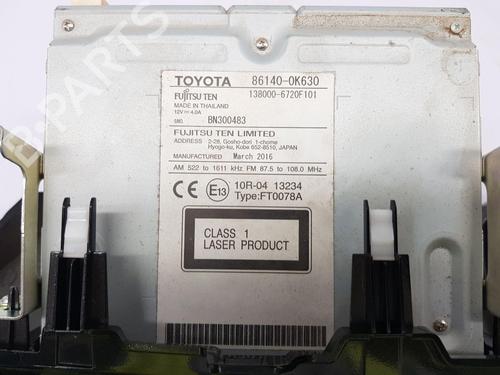 TOYOTA 86140-0K630
FUJITSU TEN 138000-6720F101
MADE IN THAILAND
12V⎓ 4.0A
SNO. BN300483
FUJITSU TEN LIMITED
ADDRESS 2-28, Gosho-dori 1-chome
Hyogo-ku, Kobe 652-8510, JAPAN
MANUFACTURED March 2016
AM 522 to 1611 kHz FM 87.5 to 108.0 MHz
CE E13 10R-04 13234
Type:FT0078A
CLASS 1
LASER PRODUCT